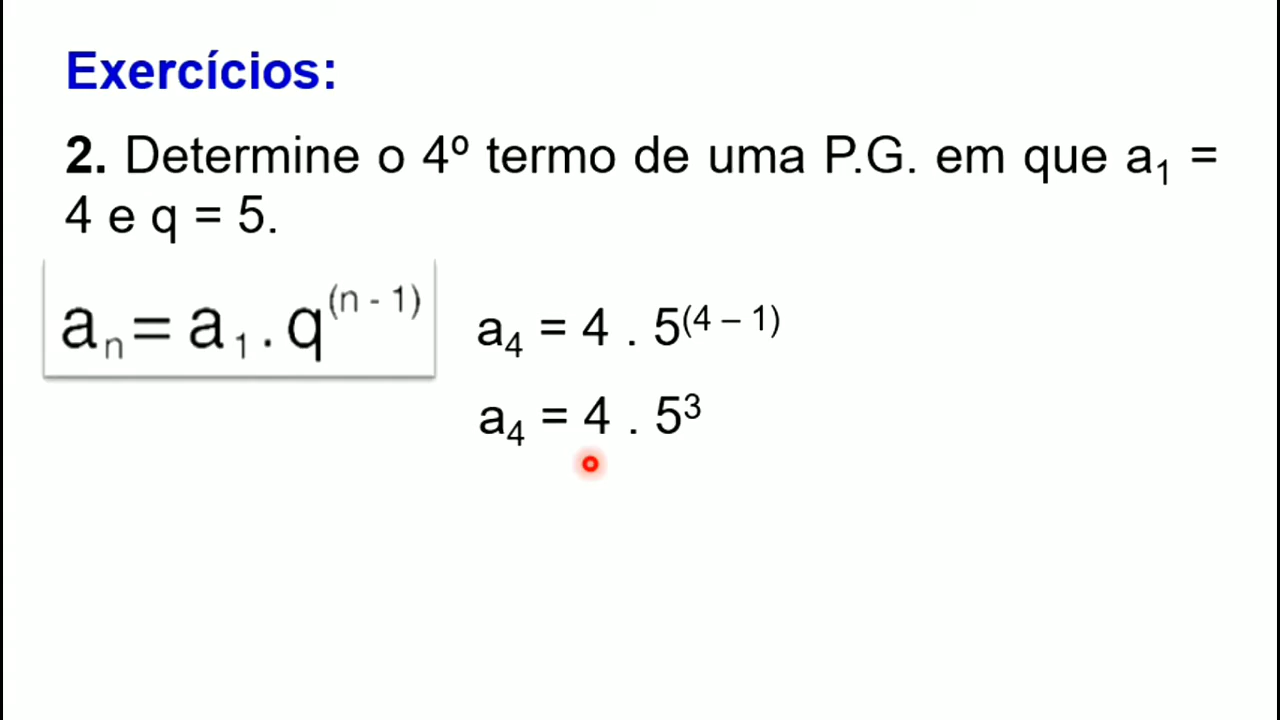 Exercícios:
2. Determine o 4º termo de uma P.G. em que a₁ =
4 e q = 5.
aₙ= a₁.q⁽ⁿ ⁻ ¹⁾
a₄ = 4 . 5⁽⁴ ⁻ ¹⁾
a₄ = 4 . 5³